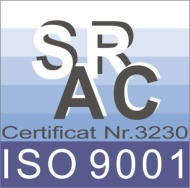 SR
AC
Certificat Nr.3230
ISO 9001